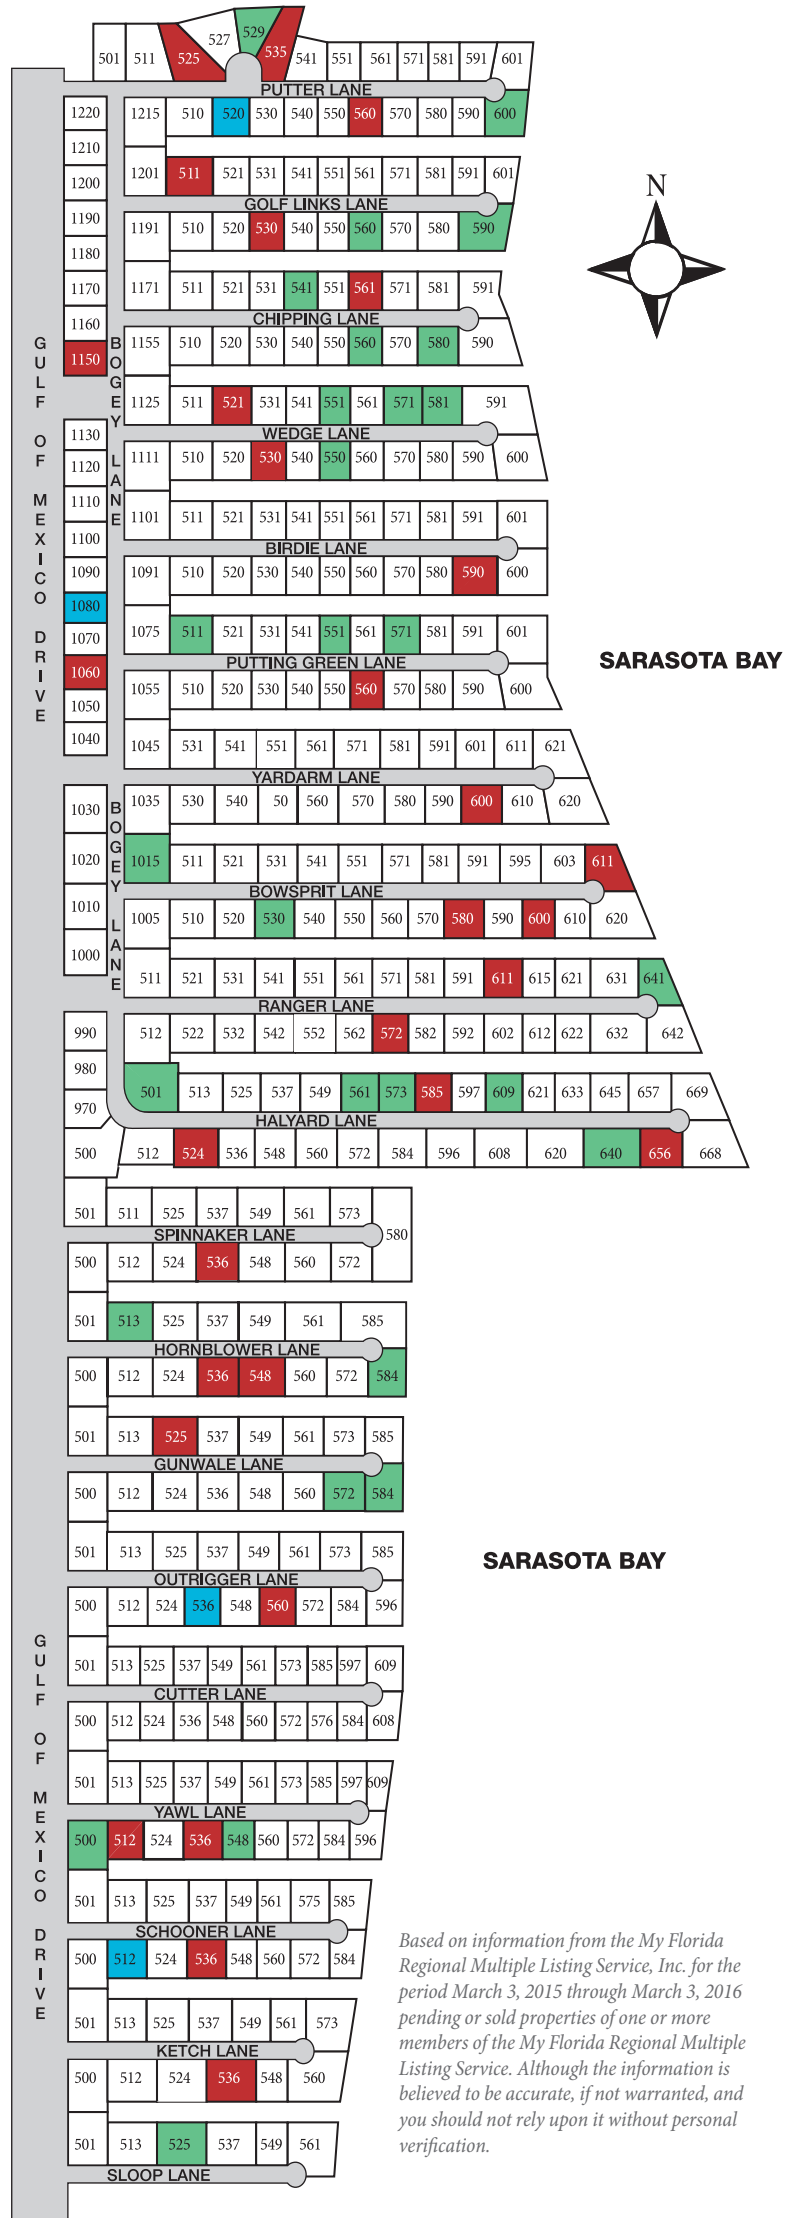 501 511 525 527 529 535 541 551 561 571 581 591 601
PUTTER LANE
1220 1215 510 520 530 540 550 560 570 580 590 600
1210
1200 1201 511 521 531 541 551 561 571 581 591 601
GOLF LINKS LANE
1190 1191 510 520 530 540 550 560 570 580 590
1180
1170 1171 511 521 531 541 551 561 571 581 591
CHIPPING LANE
1160
1150 1155 510 520 530 540 550 560 570 580 590
1125 511 521 531 541 551 561 571 581 591
WEDGE LANE
1130
1120 1111 510 520 530 540 550 560 570 580 590 600
1110
1100 1101 511 521 531 541 551 561 571 581 591 601
BIRDIE LANE
1090 1091 510 520 530 540 550 560 570 580 590 600
1080
1070 1075 511 521 531 541 551 561 571 581 591 601
PUTTING GREEN LANE
1060
1050 1055 510 520 530 540 550 560 570 580 590 600
1040 1045 531 541 551 561 571 581 591 601 611 621
YARDARM LANE
1030 1035 530 540 50 560 570 580 590 600 610 620
1020 1015 511 521 531 541 551 571 581 591 595 603 611
BOWSPRIT LANE
1010 1005 510 520 530 540 550 560 570 580 590 600 610 620
1000 511 521 531 541 551 561 571 581 591 611 615 621 631 641
RANGER LANE
990 512 522 532 542 552 562 572 582 592 602 612 622 632 642
980
970 501 513 525 537 549 561 573 585 597 609 621 633 645 657 669
HALYARD LANE
500 512 524 536 548 560 572 584 596 608 620 640 656 668
501 511 525 537 549 561 573 580
SPINNAKER LANE
500 512 524 536 548 560 572
501 513 525 537 549 561 585
HORNBLOWER LANE
500 512 524 536 548 560 572 584
501 513 525 537 549 561 573 585
GUNWALE LANE
500 512 524 536 548 560 572 584
501 513 525 537 549 561 573 585
OUTRIGGER LANE
500 512 524 536 548 560 572 584 596
501 513 525 537 549 561 573 585 597 609
CUTTER LANE
500 512 524 536 548 560 572 576 584 608
501 513 525 537 549 561 573 585 597 609
YAWL LANE
500 512 524 536 548 560 572 584 596
501 513 525 537 549 561 575 585
SCHOONER LANE
500 512 524 536 548 560 572 584
501 513 525 537 549 561 573
KETCH LANE
500 512 524 536 548 560
501 513 525 537 549 561
SLOOP LANE
GULF OF MEXICO DRIVE
BOGEY LANE
BOGEY LANE
GULF OF MEXICO DRIVE
N
SARASOTA BAY
SARASOTA BAY
Based on information from the My Florida
Regional Multiple Listing Service, Inc. for the
period March 3, 2015 through March 3, 2016
pending or sold properties of one or more
members of the My Florida Regional Multiple
Listing Service. Although the information is
believed to be accurate, if not warranted, and
you should not rely upon it without personal
verification.